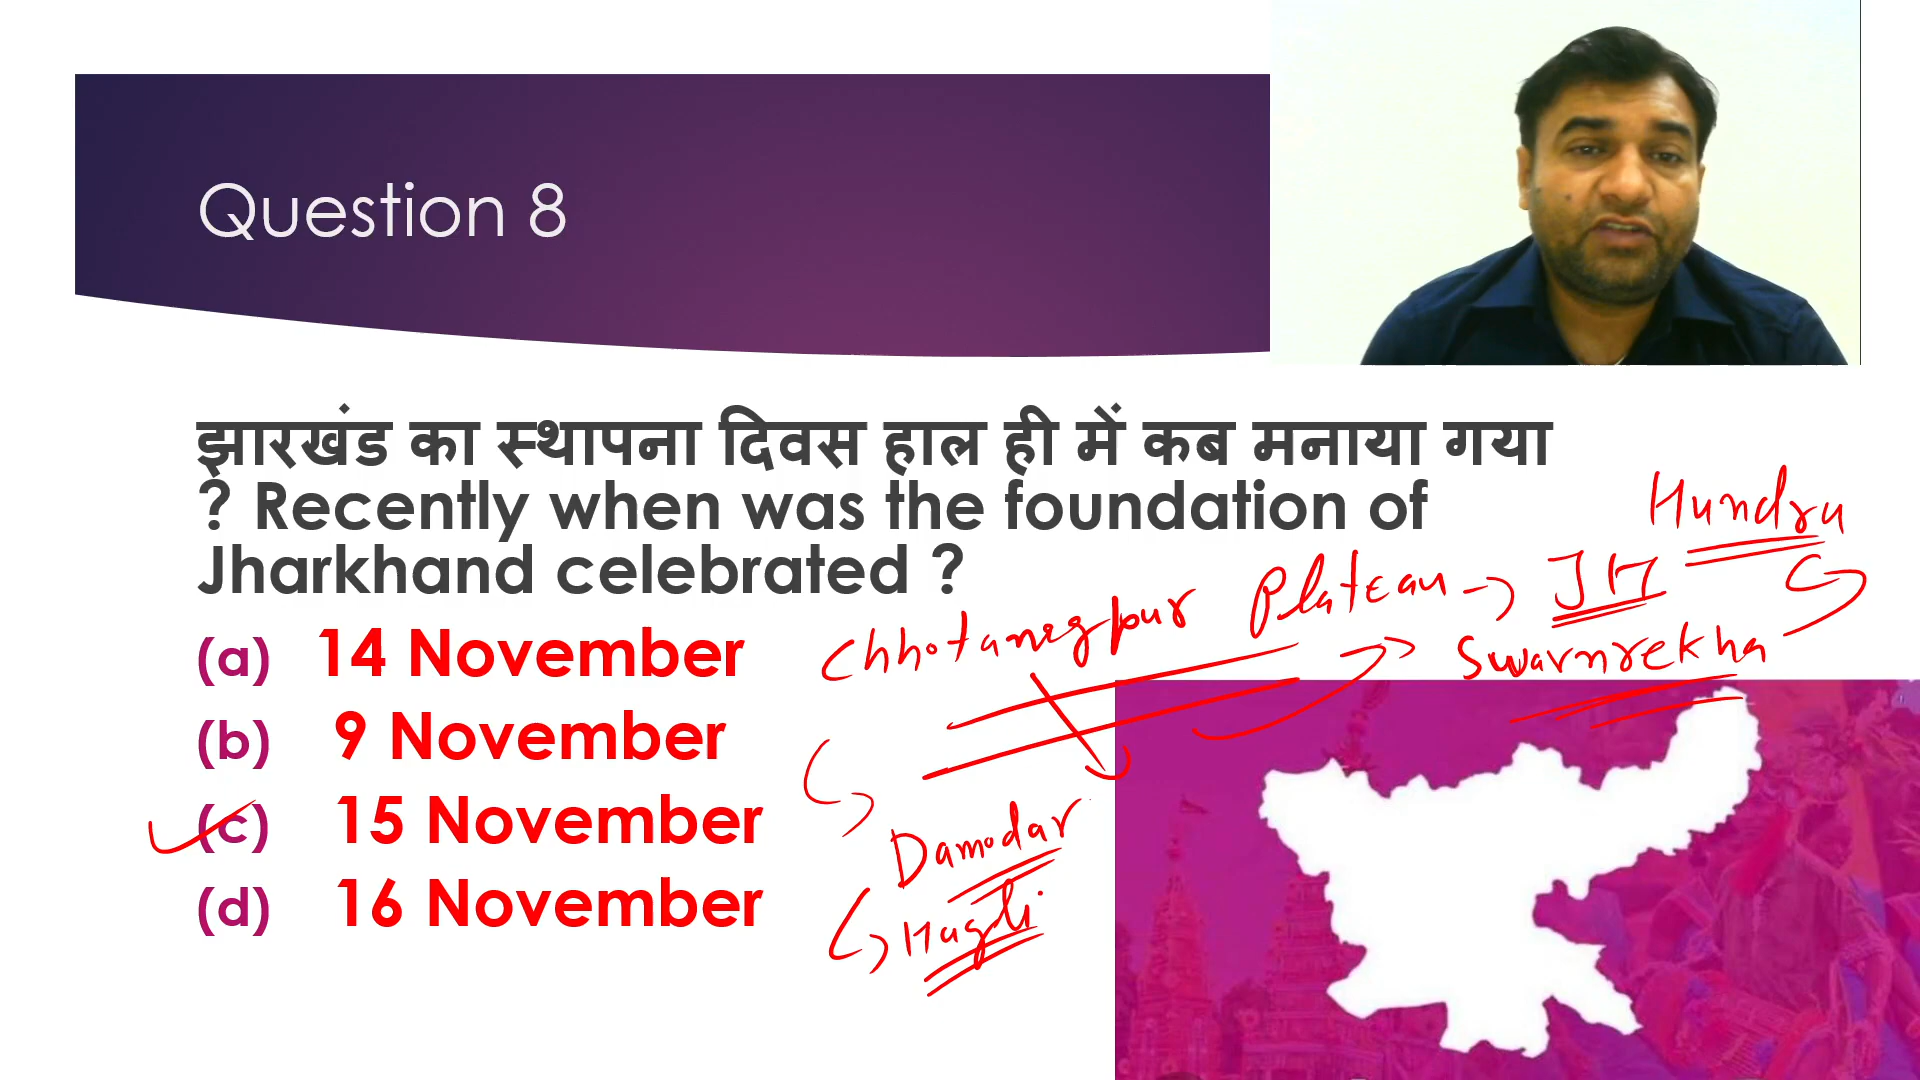 Question 8
झारखंड का स्थापना दिवस हाल ही में कब मनाया गया
? Recently when was the foundation of
Jharkhand celebrated ?
(a) 14 November
(b) 9 November
(c) 15 November
(d) 16 November
Hundru
Chhotanagpur Plateau → JH
Swarnrekha
Damodar
Hugli